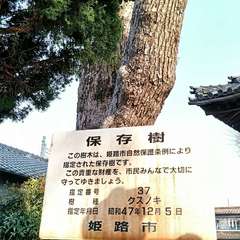 保存樹
この樹木は、姫路市自然保護条例により
指定された保存樹です。
この貴重な財産を、市民みんなで大切に
守ってゆきましょう。
指定番号 37
樹種 クスノキ
指定年月日 昭和47年12月5日
姫路市